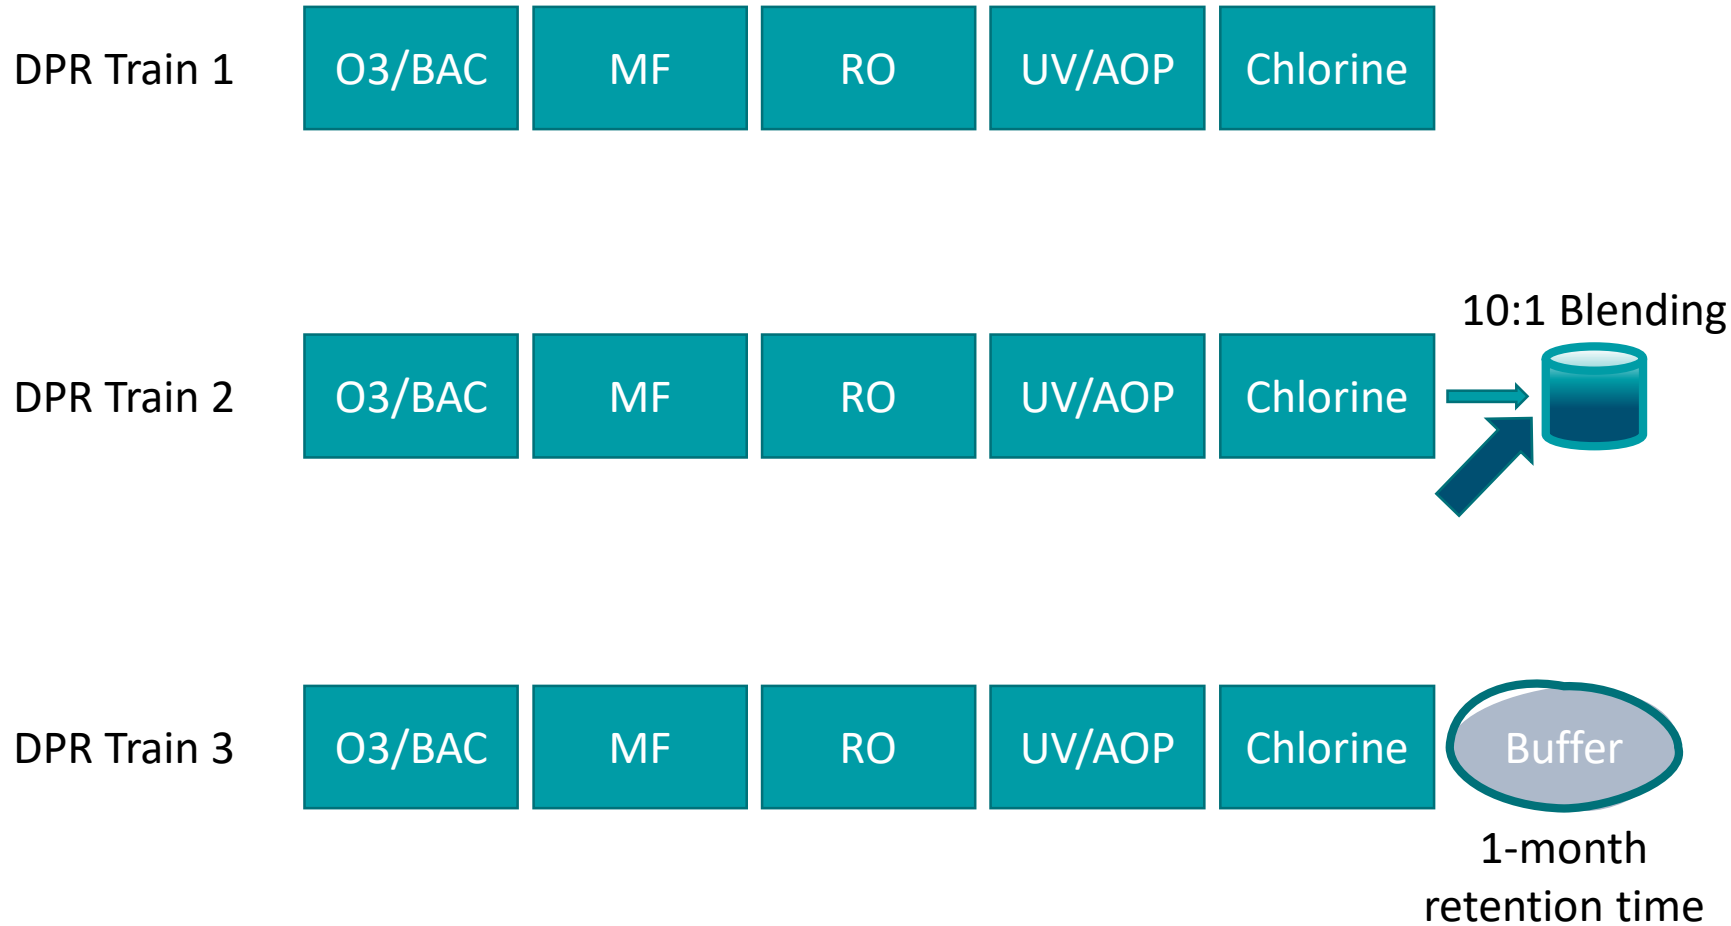 DPR Train 1 O3/BAC MF RO UV/AOP Chlorine
10:1 Blending
DPR Train 2 O3/BAC MF RO UV/AOP Chlorine
DPR Train 3 O3/BAC MF RO UV/AOP Chlorine Buffer
1-month
retention time